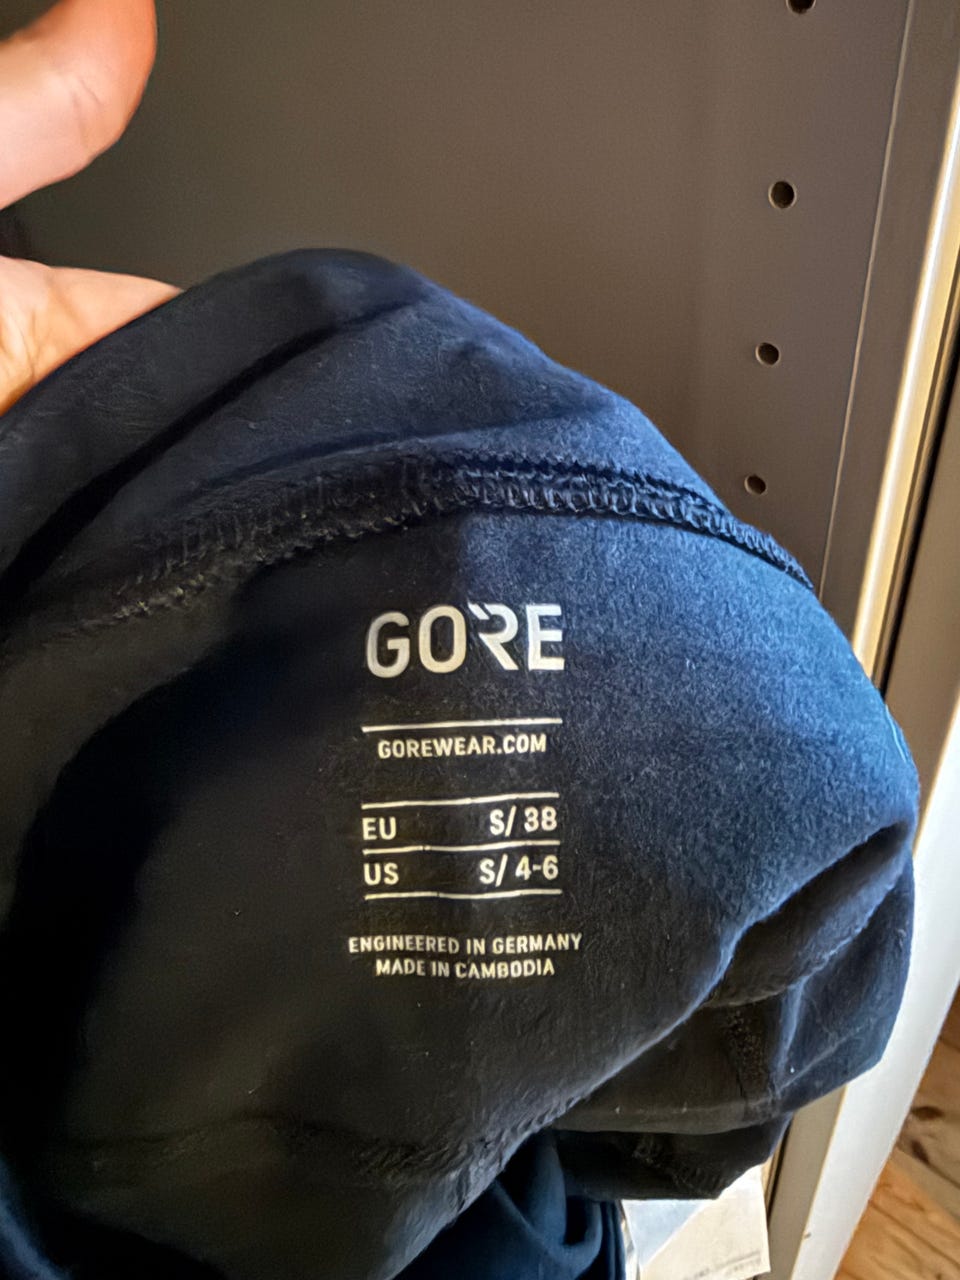 GORE
GOREWEAR.COM
EU S/ 38
US S/ 4-6
ENGINEERED IN GERMANY
MADE IN CAMBODIA